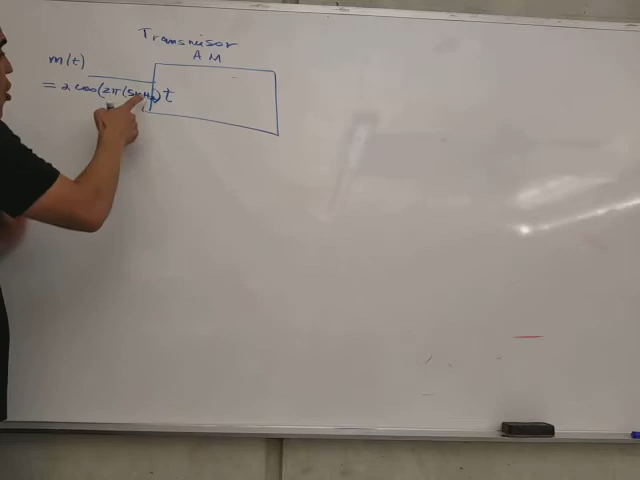 Transmisor
AM
m(t)
= 2 cos(2π(5kHz)t